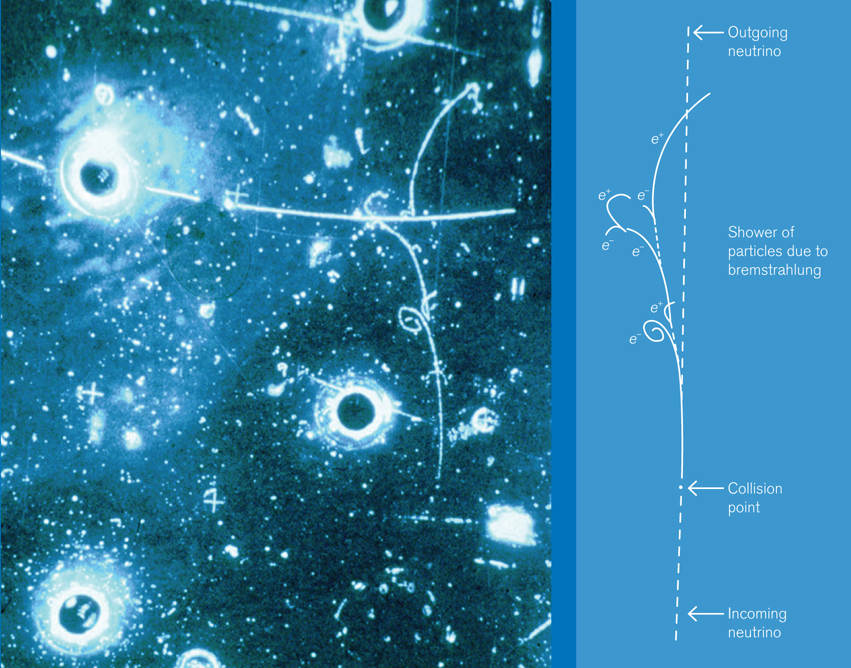 Outgoing
neutrino
e⁺
e⁺
e⁻
Shower of
particles due to
bremstrahlung
e⁻
e⁻
e⁺
e⁻
Collision
point
Incoming
neutrino